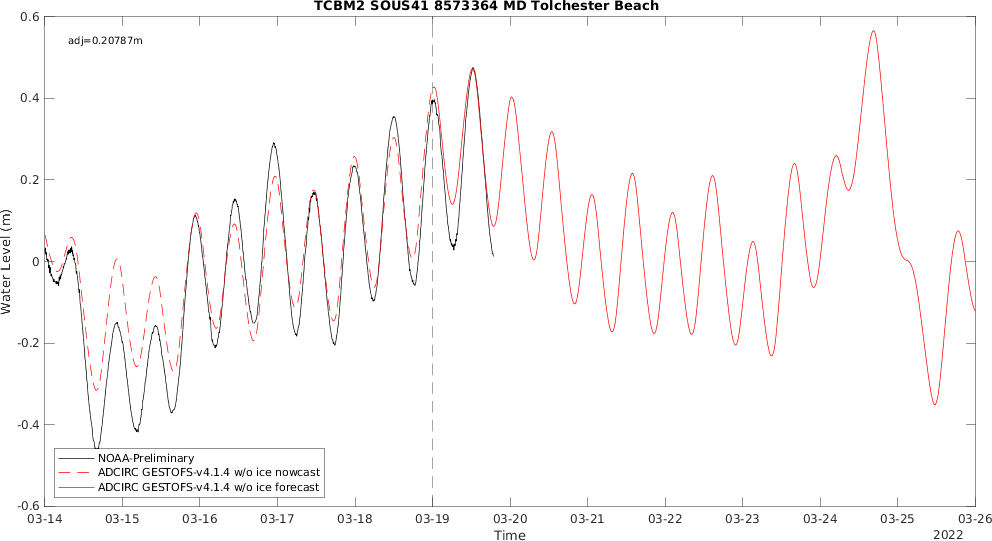 TCBM2 SOUS41 8573364 MD Tolchester Beach
adj=0.20787m
0.6
0.4
0.2
0
-0.2
-0.4
-0.6
Water Level (m)
NOAA-Preliminary
ADCIRC GESTOFS-v4.1.4 w/o ice nowcast
ADCIRC GESTOFS-v4.1.4 w/o ice forecast
03-14 03-15 03-16 03-17 03-18 03-19 03-20 03-21 03-22 03-23 03-24 03-25 03-26
Time
2022